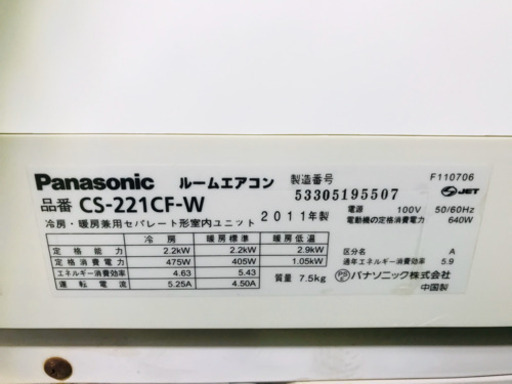 Panasonic ルームエアコン 製造番号 F110706
53305195507 JET
品番 CS-221CF-W 2011年製
電源 100V 50/60Hz
電動機の定格消費電力 640W
冷房・暖房兼用セパレート形室内ユニット
冷房 暖房標準 暖房低温
定格能力 2.2kW 2.2kW 2.9kW
定格消費電力 475W 405W 1.05kW
エネルギー消費効率 4.63 5.43
運転電流 5.25A 4.50A
質量 7.5kg
区分名 A
通年エネルギー消費効率 5.9
PS E パナソニック株式会社
中国製